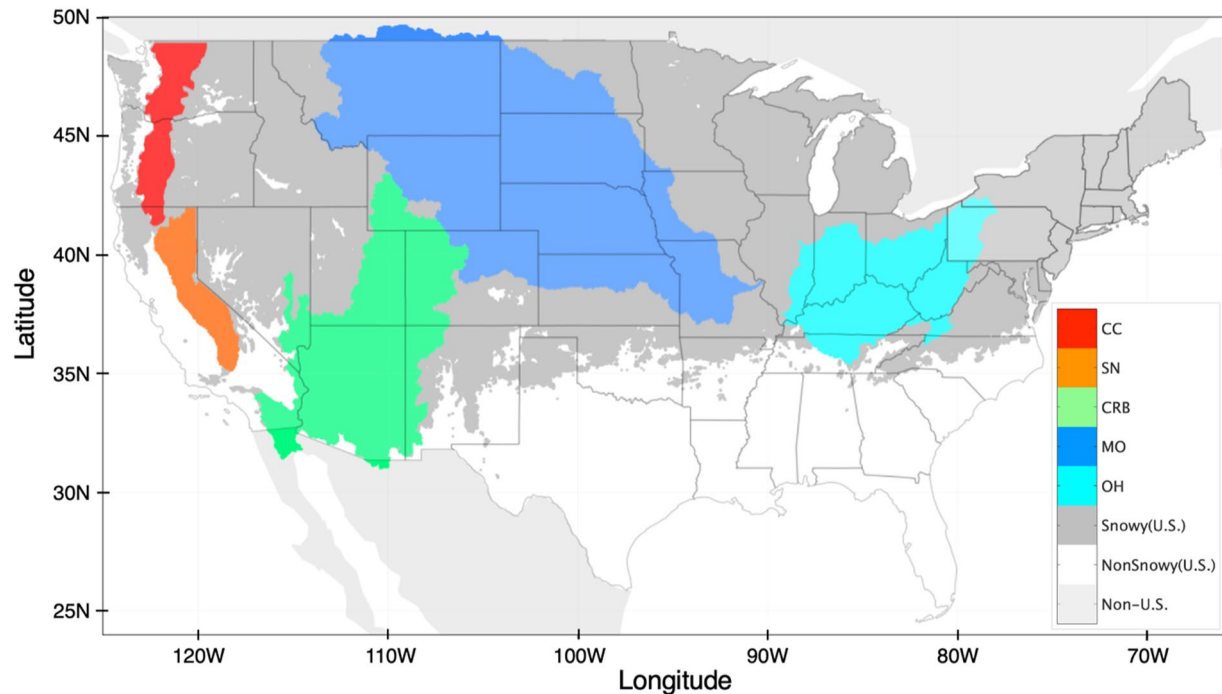 50N
45N
40N
35N
30N
25N
Latitude
120W
110W
100W
90W
80W
70W
Longitude
CC
SN
CRB
MO
OH
Snowy(U.S.)
NonSnowy(U.S.)
Non-U.S.